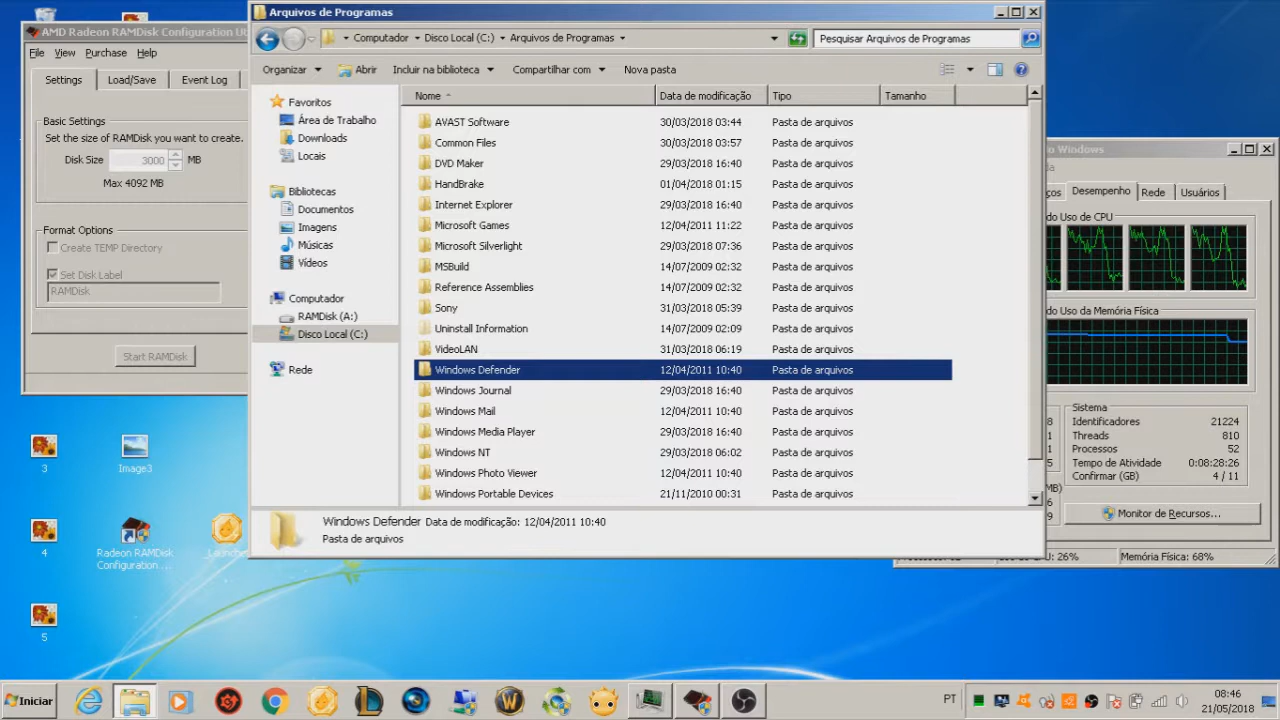 AMD Radeon RAMDisk Configuration Ut
File View Purchase Help
Settings Load/Save Event Log
Basic Settings
Set the size of RAMDisk you want to create.
Disk Size 3000 MB
Max 4092 MB
Format Options
Create TEMP Directory
Set Disk Label
RAMDisk
Start RAMDisk
Arquivos de Programas
Computador Disco Local (C:) Arquivos de Programas
Pesquisar Arquivos de Programas
Organizar Abrir Incluir na biblioteca Compartilhar com Nova pasta
Favoritos
Área de Trabalho
Downloads
Locais
Bibliotecas
Documentos
Imagens
Músicas
Vídeos
Computador
RAMDisk (A:)
Disco Local (C:)
Rede
Nome Data de modificação Tipo Tamanho
AVAST Software 30/03/2018 03:44 Pasta de arquivos
Common Files 30/03/2018 03:57 Pasta de arquivos
DVD Maker 29/03/2018 16:40 Pasta de arquivos
HandBrake 01/04/2018 01:15 Pasta de arquivos
Internet Explorer 29/03/2018 16:40 Pasta de arquivos
Microsoft Games 12/04/2011 11:22 Pasta de arquivos
Microsoft Silverlight 29/03/2018 07:36 Pasta de arquivos
MSBuild 14/07/2009 02:32 Pasta de arquivos
Reference Assemblies 14/07/2009 02:32 Pasta de arquivos
Sony 31/03/2018 05:39 Pasta de arquivos
Uninstall Information 14/07/2009 02:09 Pasta de arquivos
VideoLAN 31/03/2018 06:19 Pasta de arquivos
Windows Defender 12/04/2011 10:40 Pasta de arquivos
Windows Journal 29/03/2018 16:40 Pasta de arquivos
Windows Mail 12/04/2011 10:40 Pasta de arquivos
Windows Media Player 29/03/2018 16:40 Pasta de arquivos
Windows NT 29/03/2018 06:02 Pasta de arquivos
Windows Photo Viewer 12/04/2011 10:40 Pasta de arquivos
Windows Portable Devices 21/11/2010 00:31 Pasta de arquivos
Windows Defender Data de modificação: 12/04/2011 10:40
Pasta de arquivos
Windows
Desempenho Rede Usuários
do Uso de CPU
do Uso da Memória Física
Sistema
Identificadores 21224
Threads 810
Processos 52
Tempo de Atividade 0:08:28:26
Confirmar (GB) 4 / 11
MB)
Monitor de Recursos...
26% Memória Física: 68%
3
Image3
4
Radeon RAMDisk
Configuration...
5
Iniciar
PT
08:46
21/05/2018